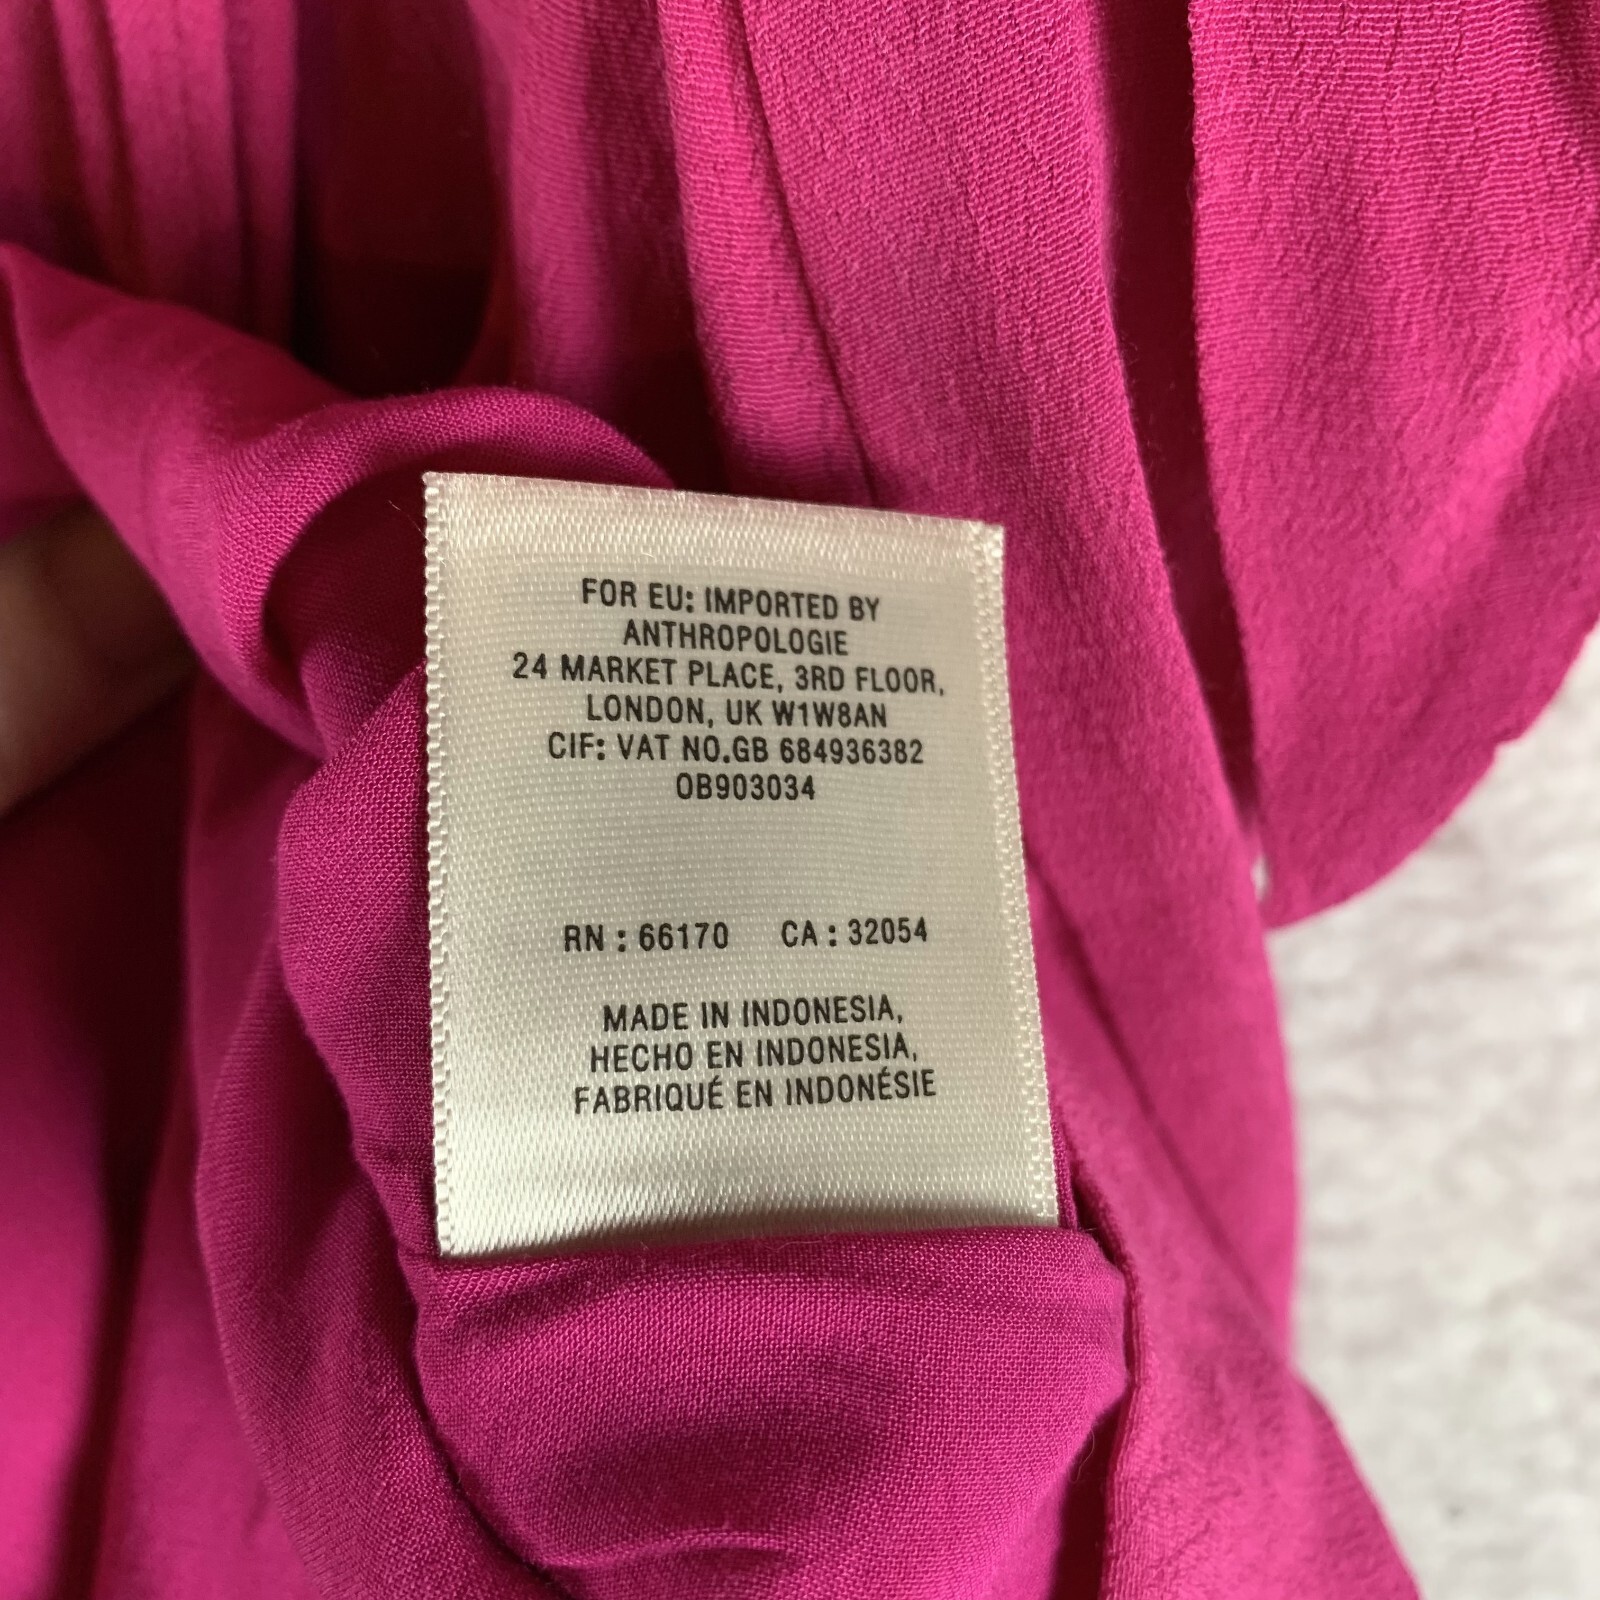 FOR EU: IMPORTED BY
ANTHROPOLOGIE
24 MARKET PLACE, 3RD FLOOR,
LONDON, UK W1W8AN
CIF: VAT NO.GB 684936382
OB903034
RN : 66170 CA : 32054
MADE IN INDONESIA,
HECHO EN INDONESIA,
FABRIQUÉ EN INDONÉSIE